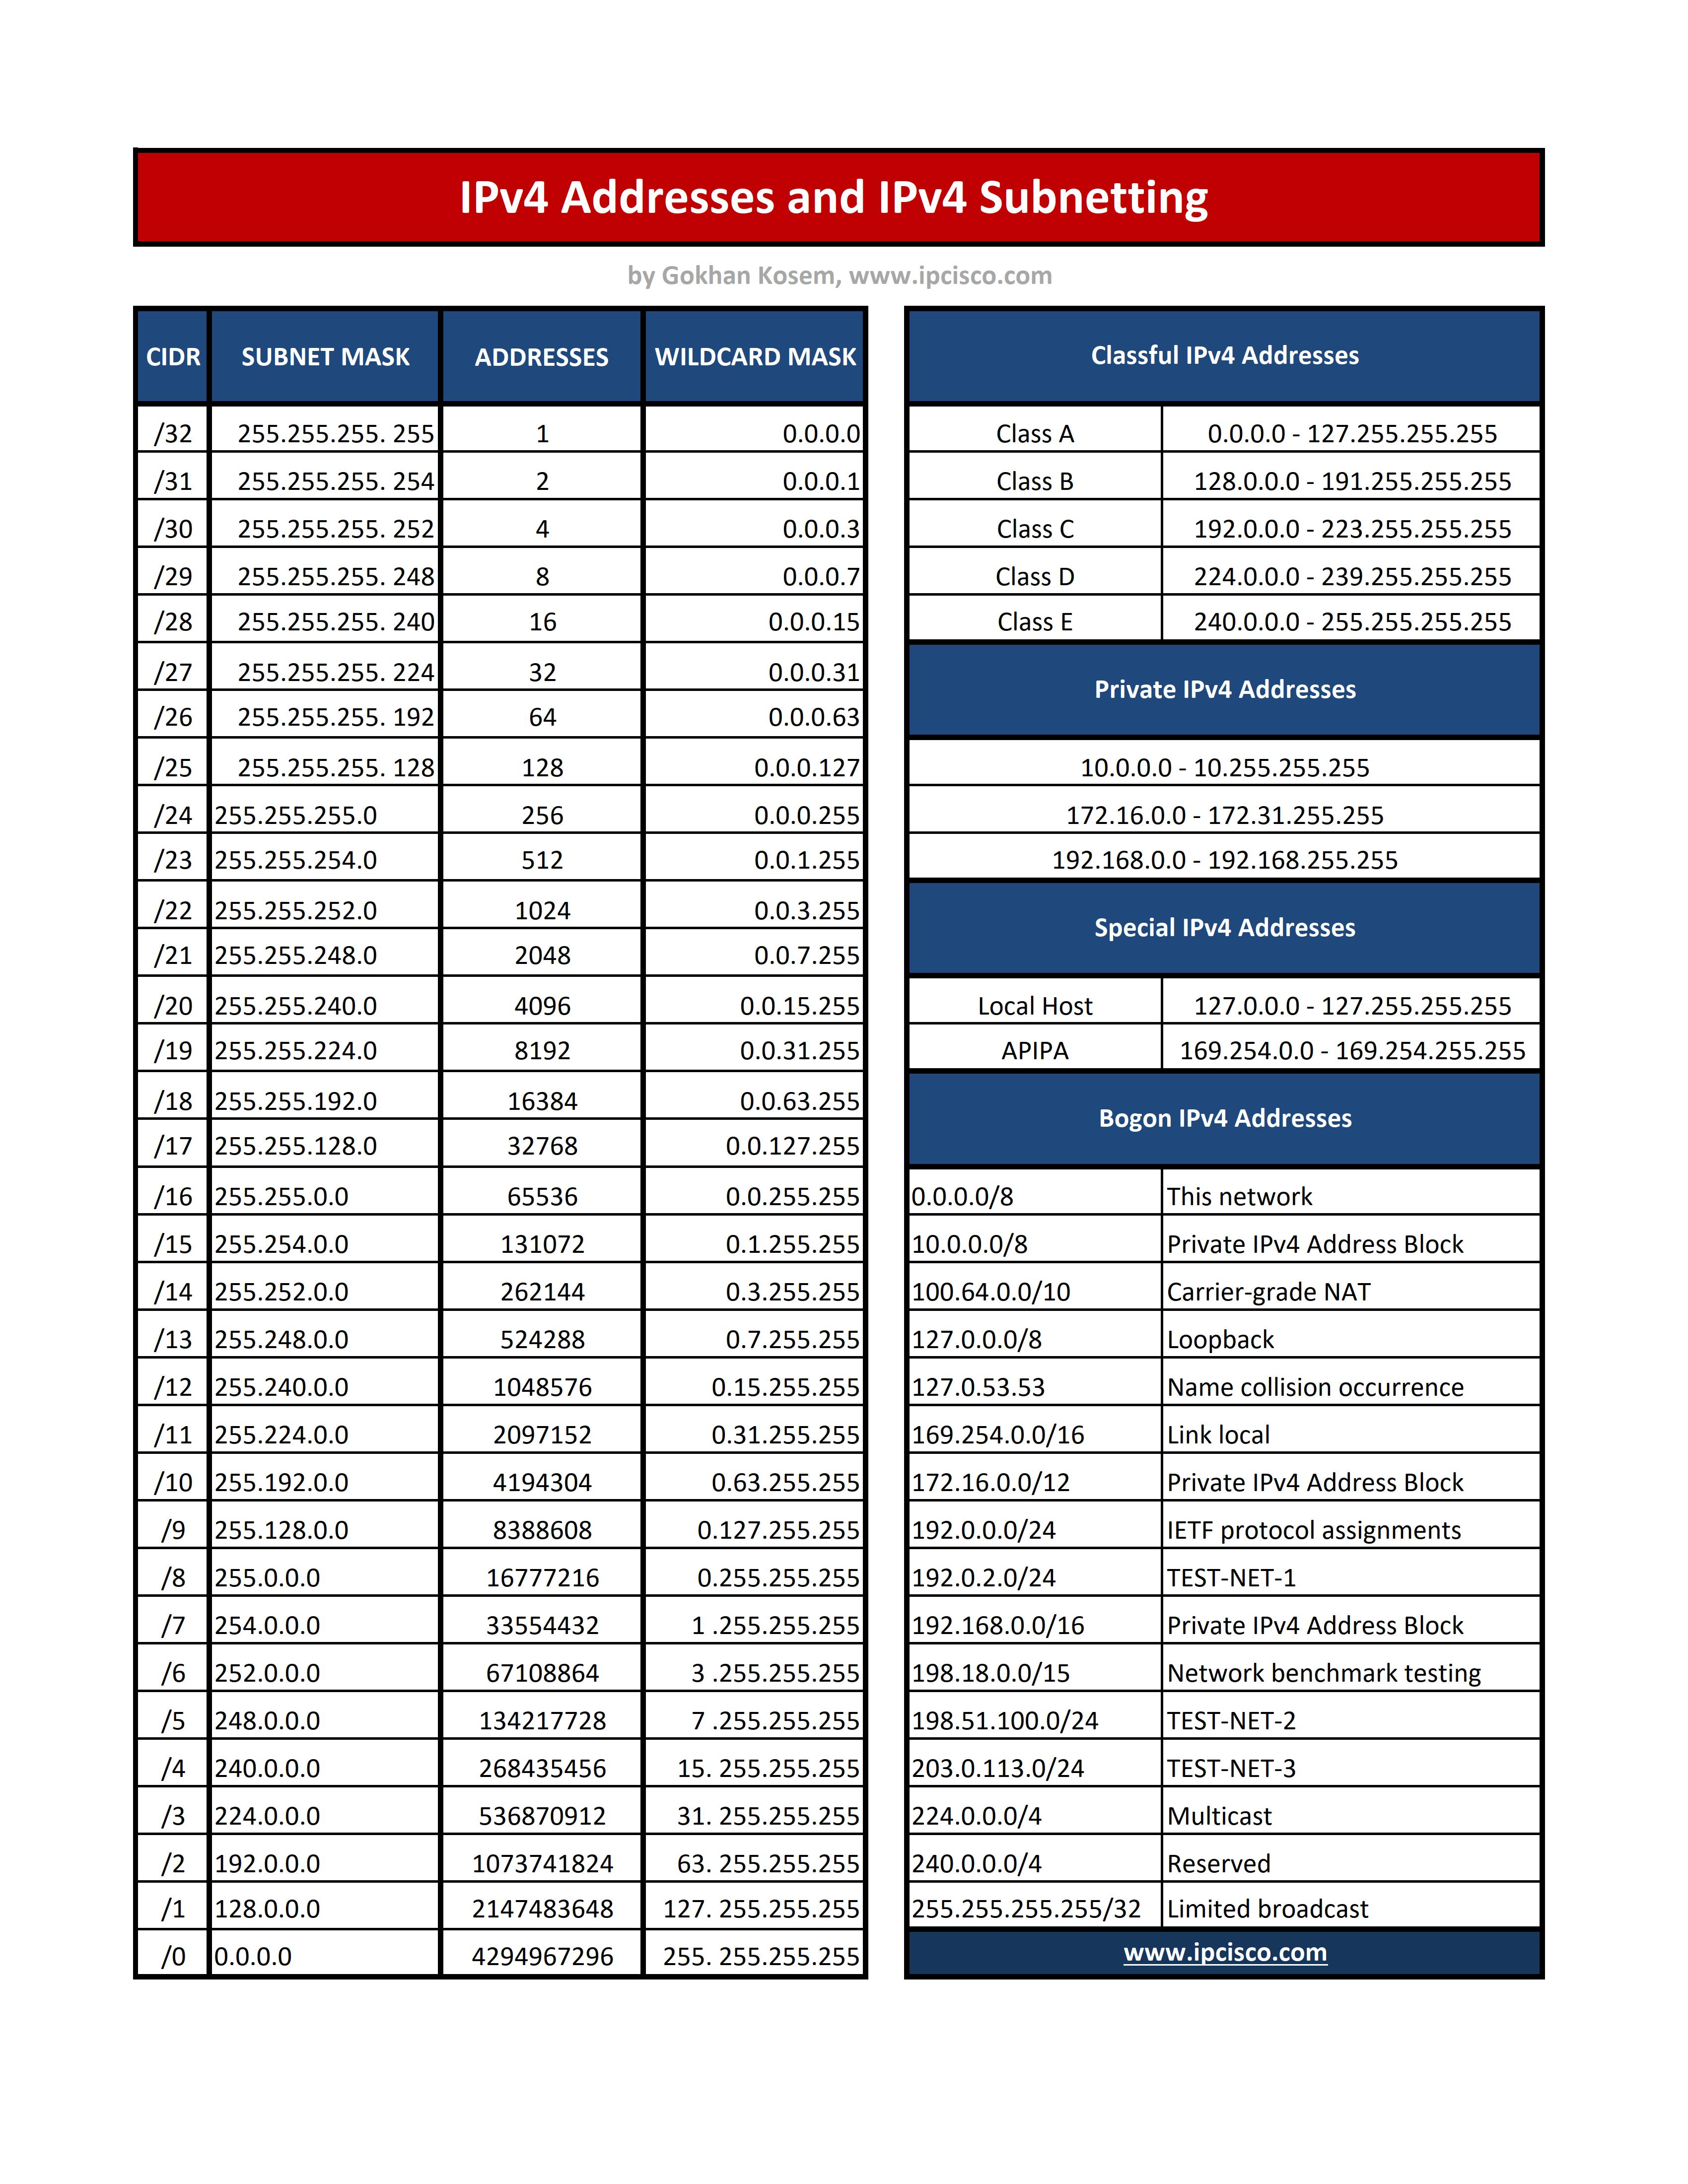 IPv4 Addresses and IPv4 Subnetting
by Gokhan Kosem, www.ipcisco.com
CIDR SUBNET MASK ADDRESSES WILDCARD MASK
/32 255.255.255. 255 1 0.0.0.0
/31 255.255.255. 254 2 0.0.0.1
/30 255.255.255. 252 4 0.0.0.3
/29 255.255.255. 248 8 0.0.0.7
/28 255.255.255. 240 16 0.0.0.15
/27 255.255.255. 224 32 0.0.0.31
/26 255.255.255. 192 64 0.0.0.63
/25 255.255.255. 128 128 0.0.0.127
/24 255.255.255.0 256 0.0.0.255
/23 255.255.254.0 512 0.0.1.255
/22 255.255.252.0 1024 0.0.3.255
/21 255.255.248.0 2048 0.0.7.255
/20 255.255.240.0 4096 0.0.15.255
/19 255.255.224.0 8192 0.0.31.255
/18 255.255.192.0 16384 0.0.63.255
/17 255.255.128.0 32768 0.0.127.255
/16 255.255.0.0 65536 0.0.255.255
/15 255.254.0.0 131072 0.1.255.255
/14 255.252.0.0 262144 0.3.255.255
/13 255.248.0.0 524288 0.7.255.255
/12 255.240.0.0 1048576 0.15.255.255
/11 255.224.0.0 2097152 0.31.255.255
/10 255.192.0.0 4194304 0.63.255.255
/9 255.128.0.0 8388608 0.127.255.255
/8 255.0.0.0 16777216 0.255.255.255
/7 254.0.0.0 33554432 1 .255.255.255
/6 252.0.0.0 67108864 3 .255.255.255
/5 248.0.0.0 134217728 7 .255.255.255
/4 240.0.0.0 268435456 15. 255.255.255
/3 224.0.0.0 536870912 31. 255.255.255
/2 192.0.0.0 1073741824 63. 255.255.255
/1 128.0.0.0 2147483648 127. 255.255.255
/0 0.0.0.0 4294967296 255. 255.255.255
Classful IPv4 Addresses
Class A 0.0.0.0 - 127.255.255.255
Class B 128.0.0.0 - 191.255.255.255
Class C 192.0.0.0 - 223.255.255.255
Class D 224.0.0.0 - 239.255.255.255
Class E 240.0.0.0 - 255.255.255.255
Private IPv4 Addresses
10.0.0.0 - 10.255.255.255
172.16.0.0 - 172.31.255.255
192.168.0.0 - 192.168.255.255
Special IPv4 Addresses
Local Host 127.0.0.0 - 127.255.255.255
APIPA 169.254.0.0 - 169.254.255.255
Bogon IPv4 Addresses
0.0.0.0/8 This network
10.0.0.0/8 Private IPv4 Address Block
100.64.0.0/10 Carrier-grade NAT
127.0.0.0/8 Loopback
127.0.53.53 Name collision occurrence
169.254.0.0/16 Link local
172.16.0.0/12 Private IPv4 Address Block
192.0.0.0/24 IETF protocol assignments
192.0.2.0/24 TEST-NET-1
192.168.0.0/16 Private IPv4 Address Block
198.18.0.0/15 Network benchmark testing
198.51.100.0/24 TEST-NET-2
203.0.113.0/24 TEST-NET-3
224.0.0.0/4 Multicast
240.0.0.0/4 Reserved
255.255.255.255/32 Limited broadcast
www.ipcisco.com